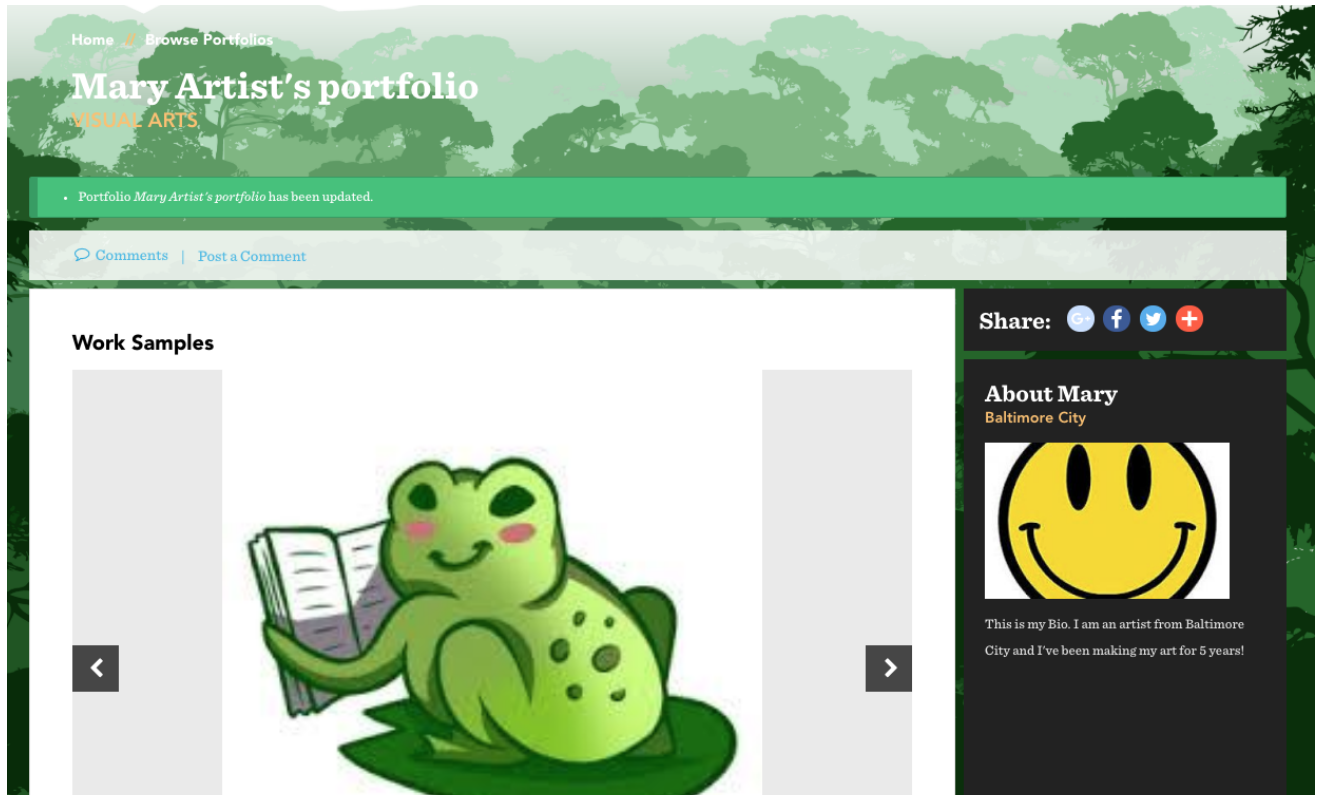 Home // Browse Portfolios
Mary Artist's portfolio
VISUAL ARTS
Portfolio Mary Artist's portfolio has been updated.
Comments | Post a Comment
Work Samples
Share: G+ f
About Mary
Baltimore City
This is my Bio. I am an artist from Baltimore
City and I've been making my art for 5 years!